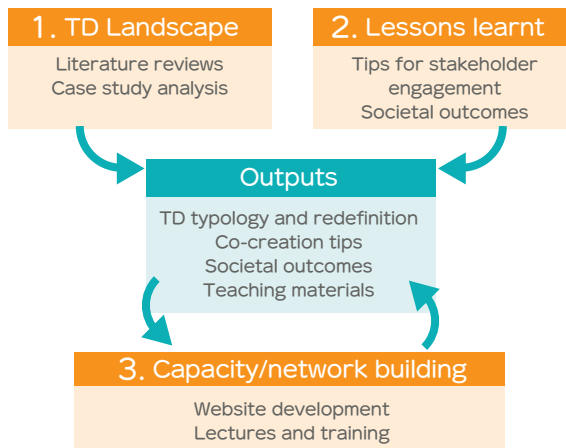 1. TD Landscape
Literature reviews
Case study analysis
2. Lessons learnt
Tips for stakeholder
engagement
Societal outcomes
Outputs
TD typology and redefinition
Co-creation tips
Societal outcomes
Teaching materials
3. Capacity/network building
Website development
Lectures and training